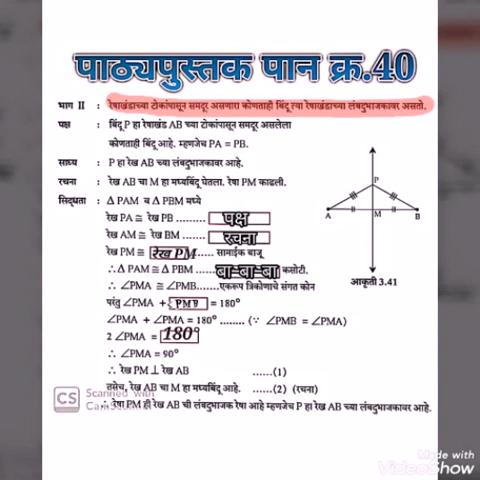 पाठ्यपुस्तक पान क्र.40
भाग II : रेषाखंडाच्या टोकांपासून समदूर असणारा कोणताही बिंदू त्या रेषाखंडाच्या लंबदुभाजकावर असतो.
पक्ष : बिंदू P हा रेषाखंड AB च्या टोकांपासून समदूर असलेला
कोणताही बिंदू आहे. म्हणजेच PA = PB.
साध्य : P हा रेख AB च्या लंबदुभाजकावर आहे.
रचना : रेख AB चा M हा मध्यबिंदू घेतला. रेषा PM काढली.
सिद्धता : Δ PAM व Δ PBM मध्ये
रेख PA ≅ रेख PB ......... पक्ष
रेख AM ≅ रेख BM ....... रचना
रेख PM ≅ रेख PM ..... सामाईक बाजू
∴ Δ PAM ≅ Δ PBM ....... बा-बा-बा कसोटी.
∴ ∠PMA ≅ ∠PMB.....एकरूप त्रिकोणाचे संगत कोन
परंतु ∠PMA + PMB = 180°
∠PMA + ∠PMA = 180° ........ (∵ ∠PMB = ∠PMA)
2 ∠PMA = 180°
∴ ∠PMA = 90°
∴ रेख PM ⊥ रेख AB ......(1)
तसेच, रेख AB चा M हा मध्यबिंदू आहे. ......(2) (रचना)
∴ रेषा PM ही रेख AB ची लंबदुभाजक रेषा आहे म्हणजेच P हा रेख AB च्या लंबदुभाजकावर आहे.
P
A
M
B
आकृती 3.41
CS Scanned with
CamScanner
Made with
VideoShow